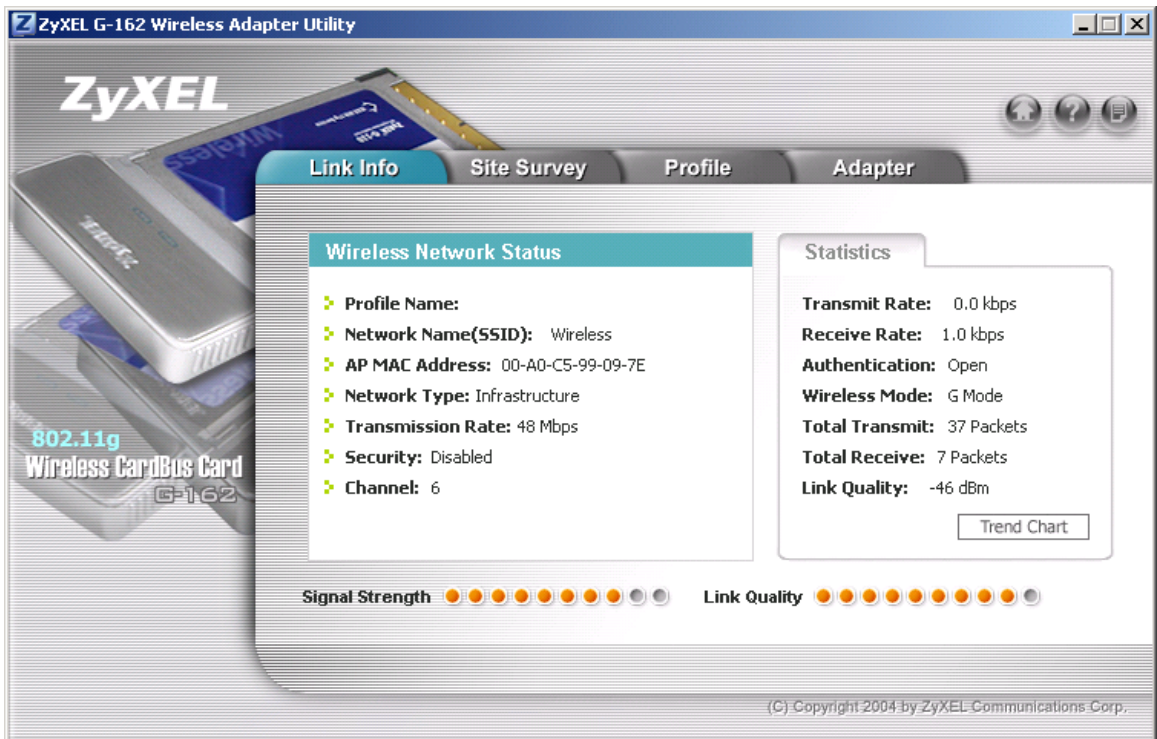 ZyXEL G-162 Wireless Adapter Utility
ZyXEL
Link Info
Site Survey
Profile
Adapter
Wireless Network Status
Profile Name:
Network Name(SSID): Wireless
AP MAC Address: 00-A0-C5-99-09-7E
Network Type: Infrastructure
Transmission Rate: 48 Mbps
Security: Disabled
Channel: 6
Statistics
Transmit Rate: 0.0 kbps
Receive Rate: 1.0 kbps
Authentication: Open
Wireless Mode: G Mode
Total Transmit: 37 Packets
Total Receive: 7 Packets
Link Quality: -46 dBm
Trend Chart
802.11g
Wireless CardBus Card
G-162
Signal Strength
Link Quality
(C) Copyright 2004 by ZyXEL Communications Corp.
Wireless
ZyXEL